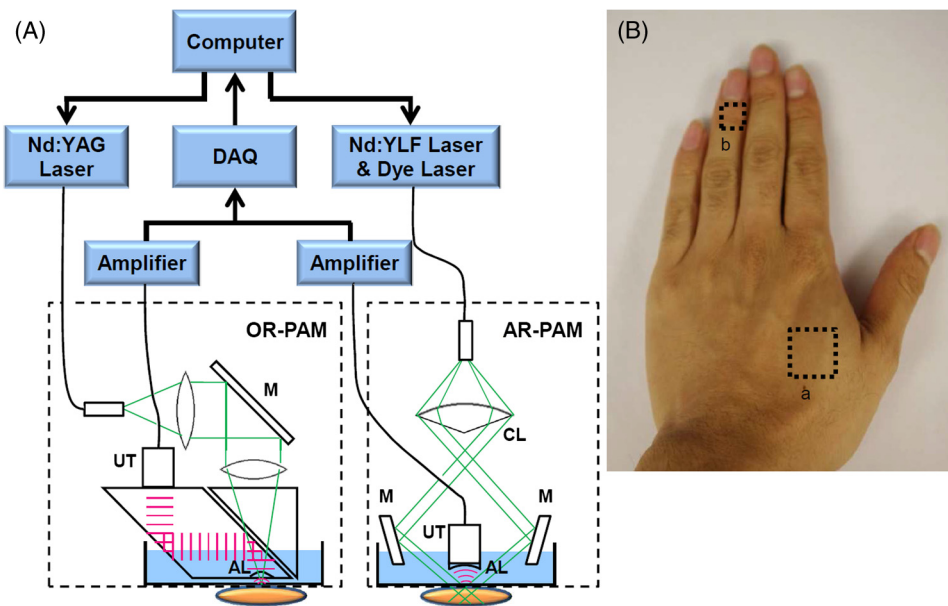 (A)
Computer
Nd:YAG
Laser
DAQ
Nd:YLF Laser
& Dye Laser
Amplifier
Amplifier
OR-PAM
M
UT
AL
AR-PAM
CL
M
M
UT
AL
(B)
b
a